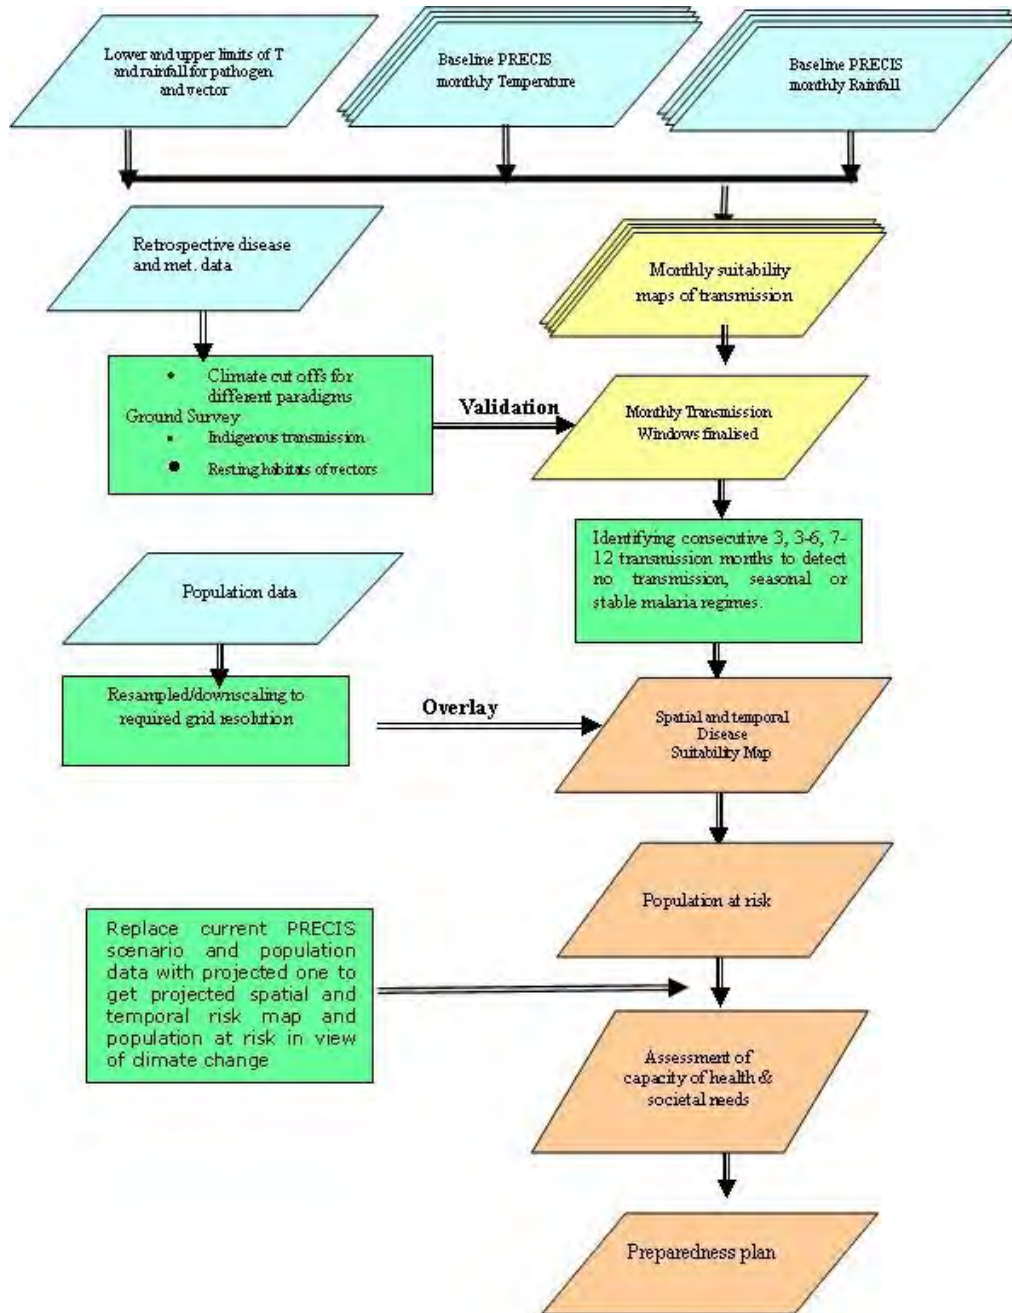 Lower and upper limits of T
and rainfall for pathogen
and vector
Baseline PRECIS
monthly Temperature
Baseline PRECIS
monthly Rainfall
Retrospective disease
and met. data
Monthly suitability
maps of transmission
• Climate cut offs for
different paradigms
Ground Survey
• Indigenous transmission
• Resting habitats of vectors
Validation
Monthly Transmission
Windows finalised
Identifying consecutive 3, 3-6, 7-
12 transmission months to detect
no transmission, seasonal or
stable malaria regimes.
Population data
Resampled/downscaling to
required grid resolution
Overlay
Spatial and temporal
Disease
Suitability Map
Population at risk
Replace current PRECIS
scenario and population
data with projected one to
get projected spatial and
temporal risk map and
population at risk in view
of climate change
Assessment of
capacity of health &
societal needs
Preparedness plan